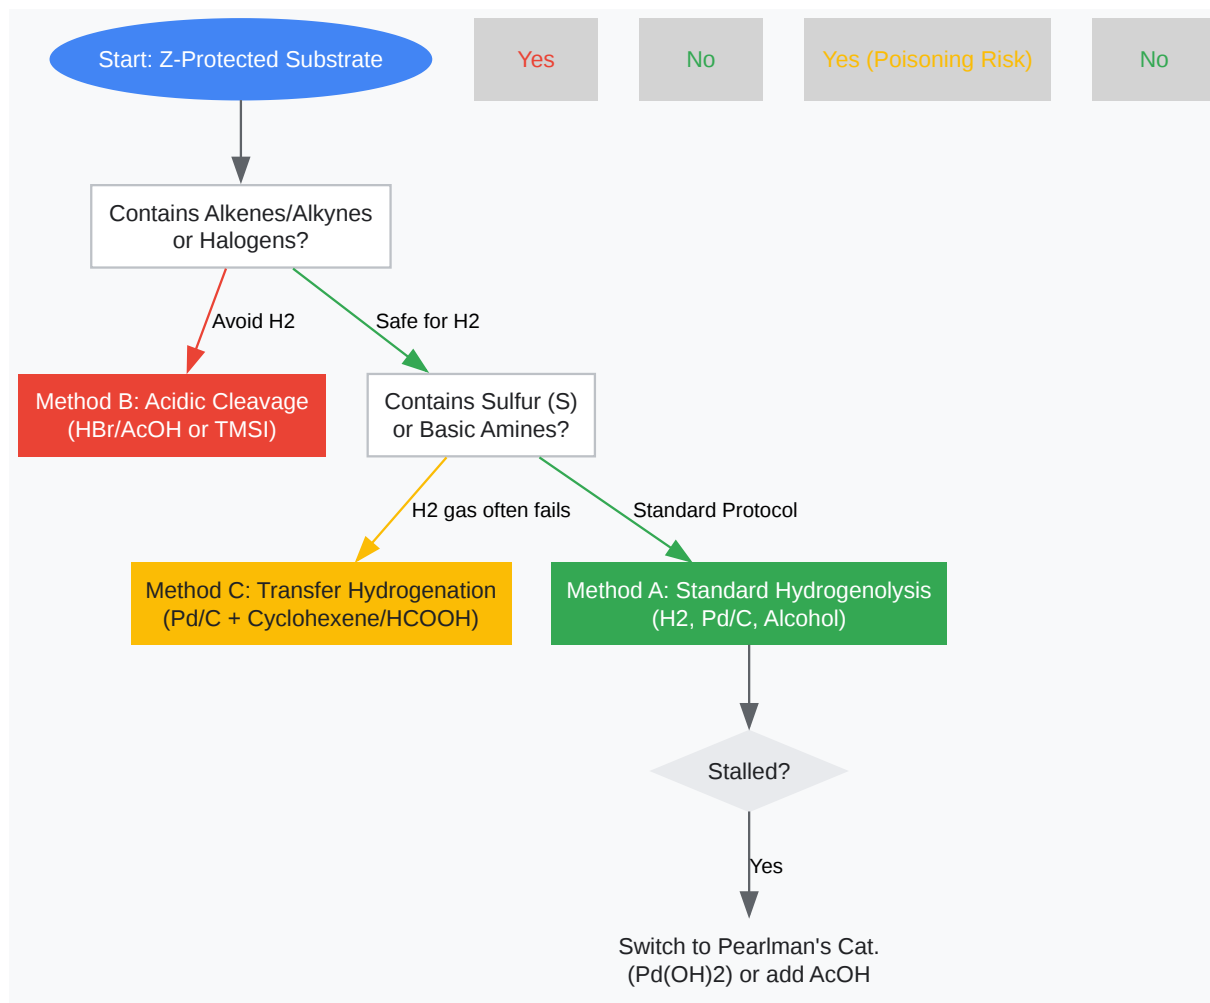 Start: Z-Protected Substrate
Yes
No
Yes (Poisoning Risk)
No
Contains Alkenes/Alkynes
or Halogens?
Avoid H2
Safe for H2
Method B: Acidic Cleavage
(HBr/AcOH or TMSI)
Contains Sulfur (S)
or Basic Amines?
H2 gas often fails
Standard Protocol
Method C: Transfer Hydrogenation
(Pd/C + Cyclohexene/HCOOH)
Method A: Standard Hydrogenolysis
(H2, Pd/C, Alcohol)
Stalled?
Yes
Switch to Pearlman's Cat.
(Pd(OH)2) or add AcOH